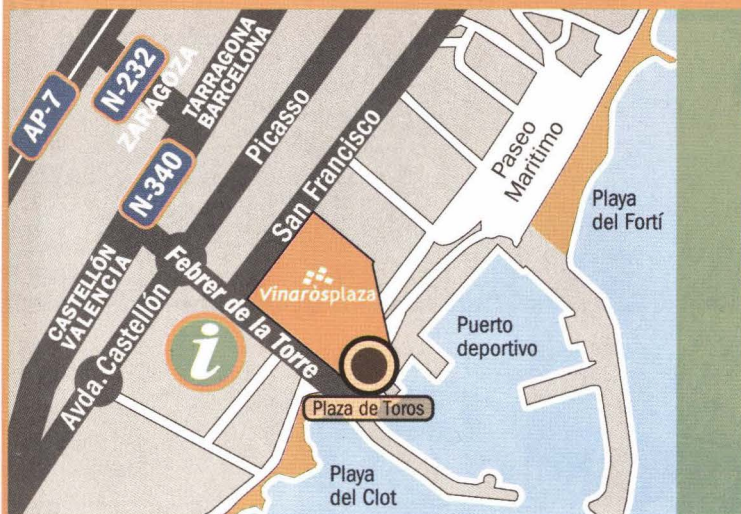 AP-7
N-232
ZARAGOZA
TARRAGONA
BARCELONA
Picasso
San Francisco
Paseo
Maritimo
N-340
Playa
del Fortí
CASTELLÓN
VALENCIA
Febrer de la Torre
Vinaròsplaza
Avda. Castellón
i
Puerto
deportivo
Plaza de Toros
Playa
del Clot